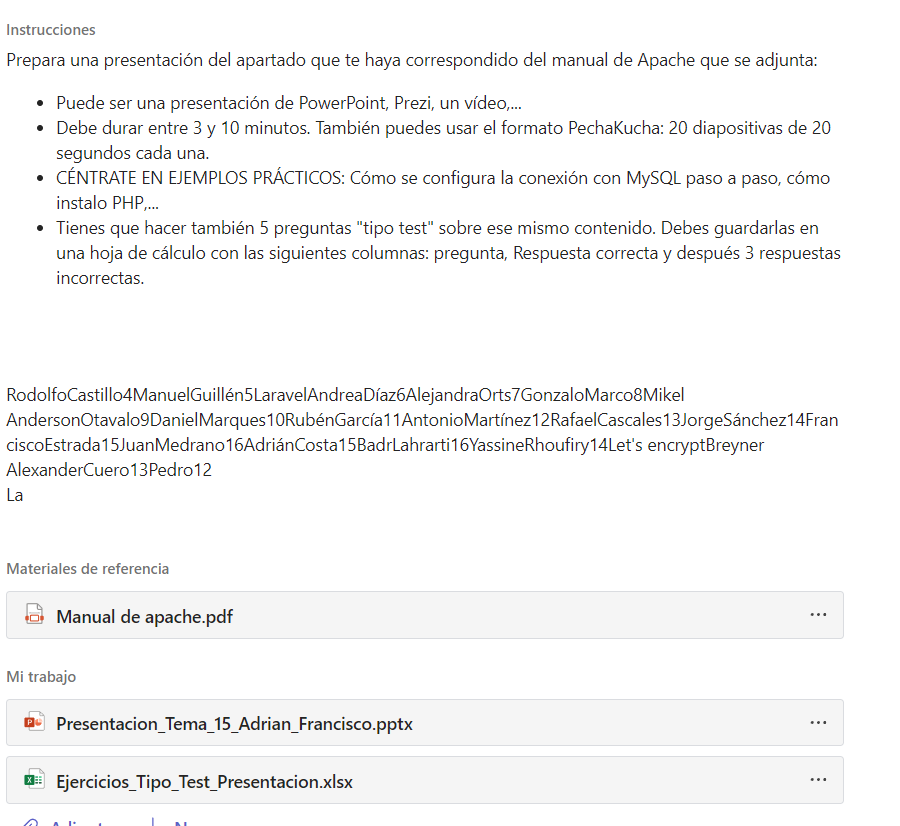 Instrucciones
Prepara una presentación del apartado que te haya correspondido del manual de Apache que se adjunta:
• Puede ser una presentación de PowerPoint, Prezi, un vídeo,...
• Debe durar entre 3 y 10 minutos. También puedes usar el formato PechaKucha: 20 diapositivas de 20
segundos cada una.
• CÉNTRATE EN EJEMPLOS PRÁCTICOS: Cómo se configura la conexión con MySQL paso a paso, cómo
instalo PHP,...
• Tienes que hacer también 5 preguntas "tipo test" sobre ese mismo contenido. Debes guardarlas en
una hoja de cálculo con las siguientes columnas: pregunta, Respuesta correcta y después 3 respuestas
incorrectas.
RodolfoCastillo4ManuelGuillén5LaravelAndreaDíaz6AlejandraOrts7GonzaloMarco8Mikel
AndersonOtavalo9DanielMarques10RubénGarcía11AntonioMartínez12RafaelCascales13JorgeSánchez14Fran
ciscoEstrada15JuanMedrano16AdriánCosta15BadrLahrarti16YassineRhoufiry14Let's encryptBreyner
AlexanderCuero13Pedro12
La
Materiales de referencia
Manual de apache.pdf
Mi trabajo
Presentacion_Tema_15_Adrian_Francisco.pptx
Ejercicios_Tipo_Test_Presentacion.xlsx